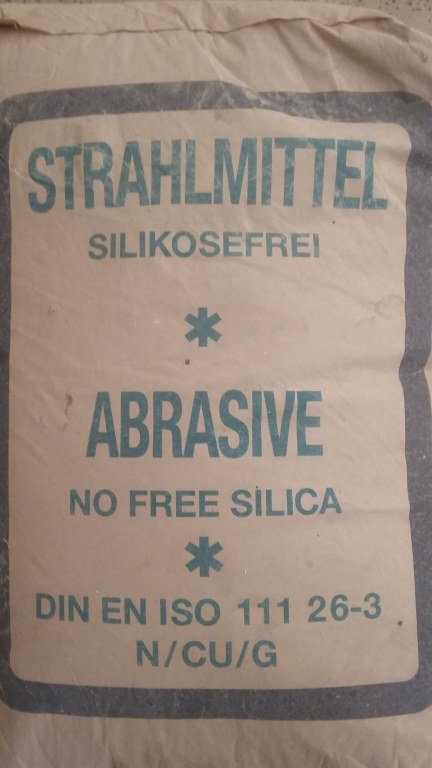 STRAHLMITTEL
SILIKOSEFREI
*
ABRASIVE
NO FREE SILICA
*
DIN EN ISO 111 26-3
N/CU/G